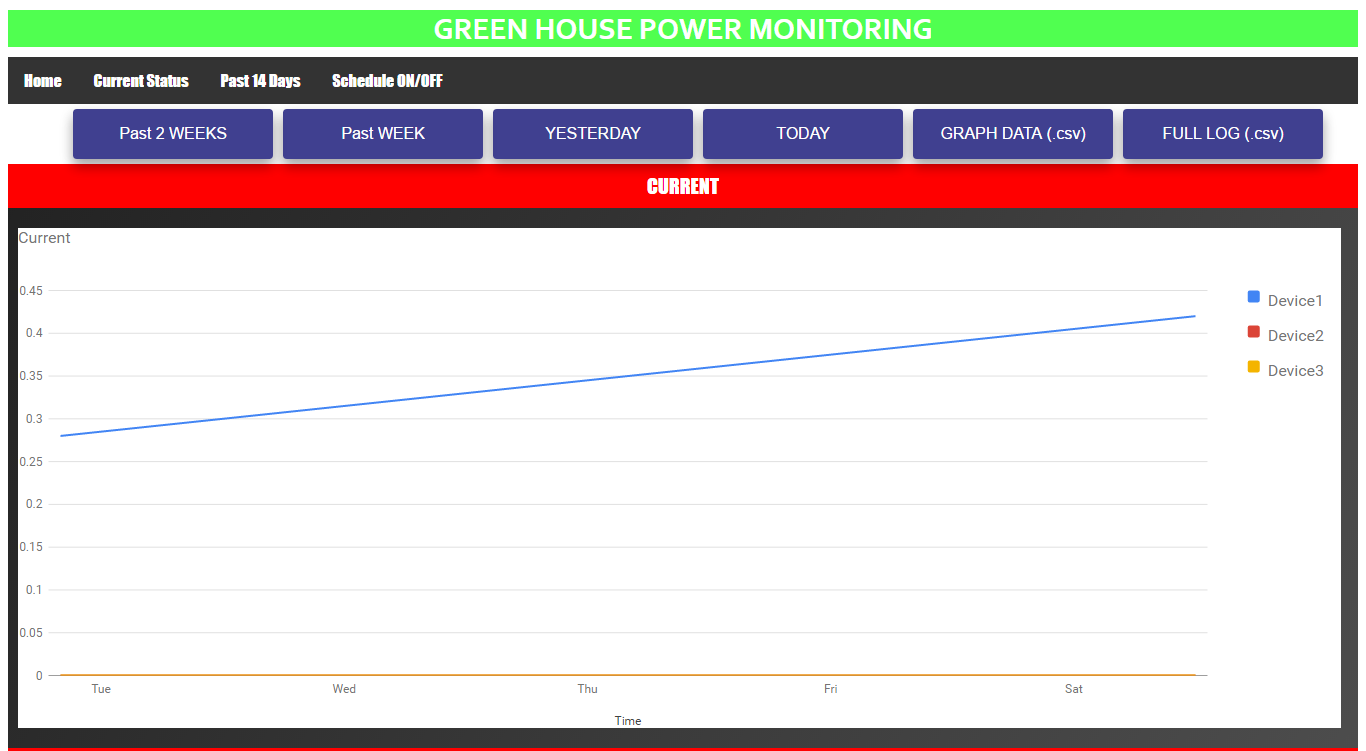 GREEN HOUSE POWER MONITORING
Home Current Status Past 14 Days Schedule ON/OFF
Past 2 WEEKS Past WEEK YESTERDAY TODAY GRAPH DATA (.csv) FULL LOG (.csv)
CURRENT
Current
0.45
0.4
0.35
0.3
0.25
0.2
0.15
0.1
0.05
0
Tue Wed Thu Fri Sat
Time
Device1
Device2
Device3